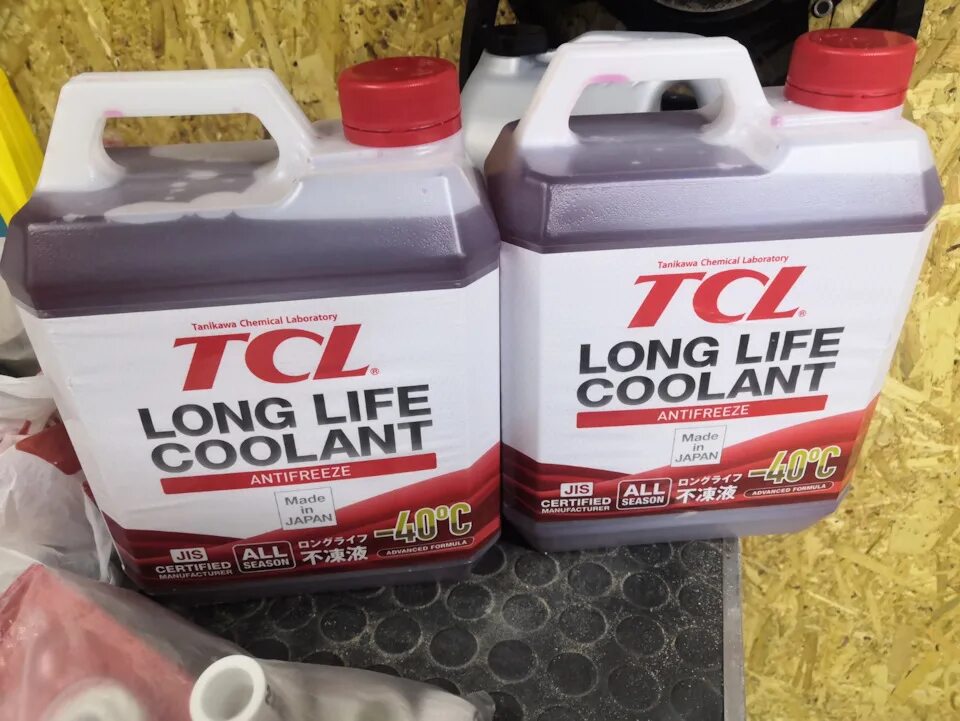 Tanikawa Chemical Laboratory
TCL®
LONG LIFE
COOLANT
ANTIFREEZE
Made
in
JAPAN
JIS
CERTIFIED
MANUFACTURER
ALL
SEASON
ロングライフ
不凍液
-40°C
ADVANCED FORMULA
Tanikawa Chemical Laboratory
TCL®
LONG LIFE
COOLANT
ANTIFREEZE
Made
in
JAPAN
JIS
CERTIFIED
MANUFACTURER
ALL
SEASON
ロングライフ
不凍液
-40°C
ADVANCED FORMULA